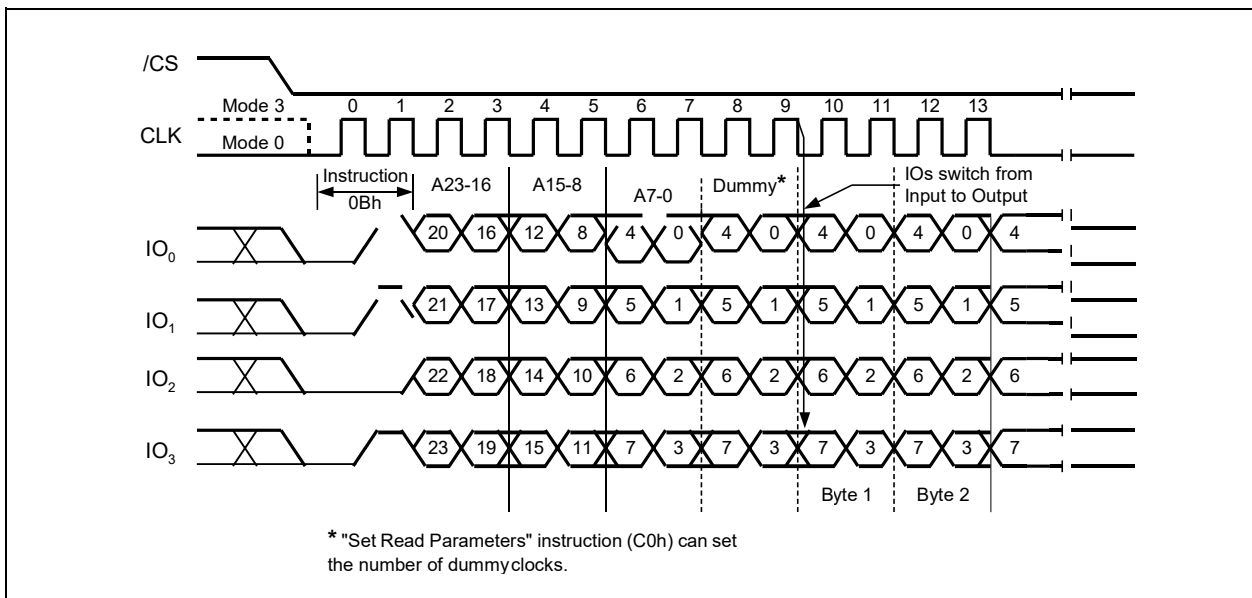 /CS
Mode 3 0 1 2 3 4 5 6 7 8 9 10 11 12 13
CLK Mode 0
Instruction A23-16 A15-8 A7-0 Dummy* IOs switch from
0Bh Input to Output
IO0 20 16 12 8 4 0 4 0 4 0 4 0 4
IO1 21 17 13 9 5 1 5 1 5 1 5 1 5
IO2 22 18 14 10 6 2 6 2 6 2 6 2 6
IO3 23 19 15 11 7 3 7 3 7 3 7 3 7
Byte 1 Byte 2
* "Set Read Parameters" instruction (C0h) can set
the number of dummyclocks.